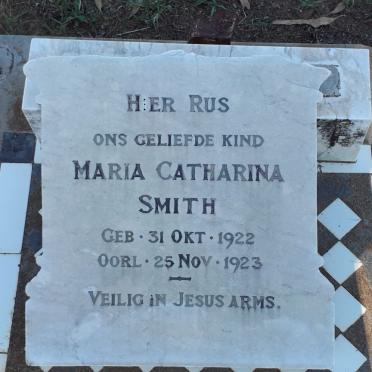 HIER RUS
ONS GELIEFDE KIND
MARIA CATHARINA
SMITH
GEB · 31 OKT · 1922
OORL · 25 NOV · 1923
VEILIG IN JESUS ARMS.